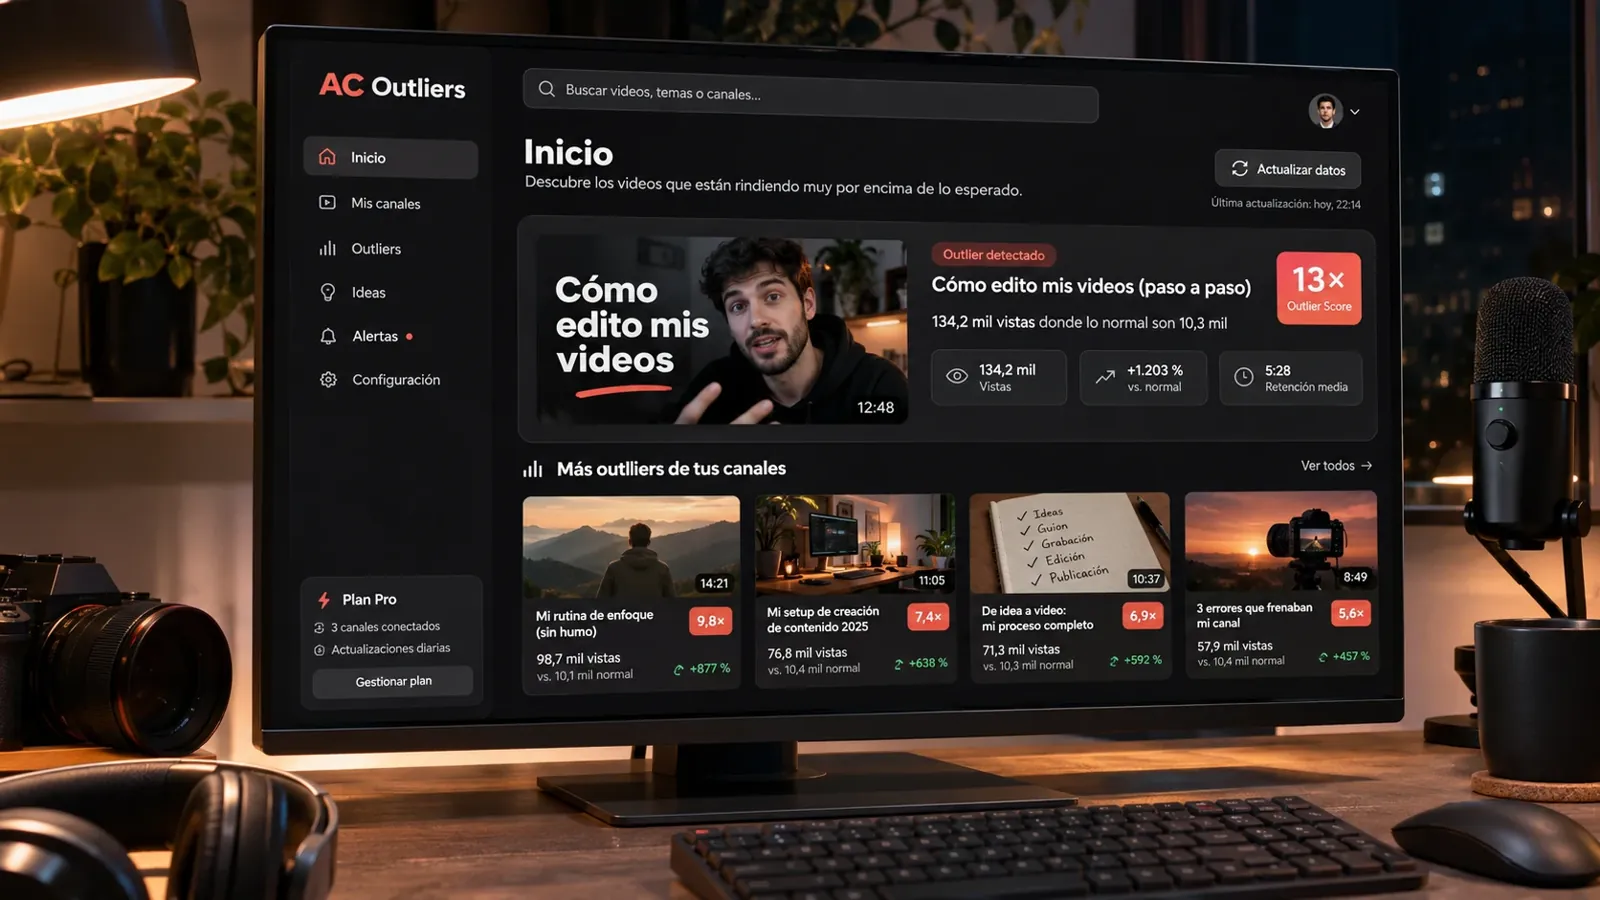 AC Outliers
Buscar videos, temas o canales...
Inicio
Mis canales
Outliers
Ideas
Alertas
Configuración
Plan Pro
3 canales conectados
Actualizaciones diarias
Gestionar plan
Inicio
Descubre los videos que están rindiendo muy por encima de lo esperado.
Actualizar datos
Última actualización: hoy, 22:14
Cómo
edito mis
videos
12:48
Outlier detectado
Cómo edito mis videos (paso a paso)
134,2 mil vistas donde lo normal son 10,3 mil
13×
Outlier Score
134,2 mil
Vistas
+1.203 %
vs. normal
5:28
Retención media
Más outlliers de tus canales
Ver todos →
14:21
Mi rutina de enfoque
(sin humo)
9,8×
98,7 mil vistas
vs. 10,1 mil normal
+877 %
11:05
Mi setup de creación
de contenido 2025
7,4×
76,8 mil vistas
vs. 10,4 mil normal
+638 %
✓ Ideas
✓ Guion
✓ Grabación
✓ Edición
✓ Publicación
10:37
De idea a video:
mi proceso completo
6,9×
71,3 mil vistas
vs. 10,3 mil normal
+592 %
8:49
3 errores que frenaban
mi canal
5,6×
57,9 mil vistas
vs. 10,4 mil normal
+457 %